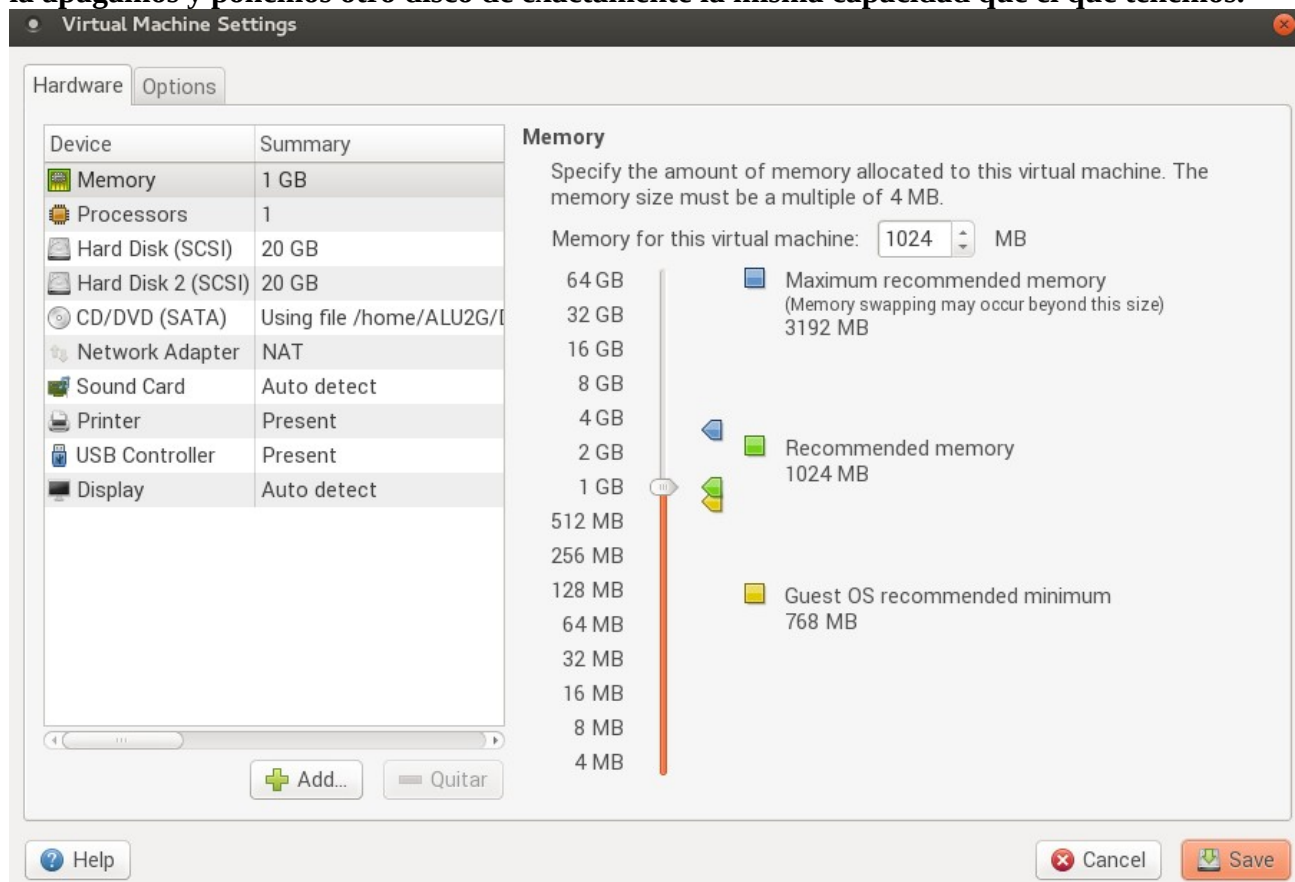 la apagamos y ponemos otro disco de exactamente la misma capacidad que el que tenemos.
Virtual Machine Settings
Hardware
Options
Device
Summary
Memory
1 GB
Processors
1
Hard Disk (SCSI)
20 GB
Hard Disk 2 (SCSI)
20 GB
CD/DVD (SATA)
Using file /home/ALU2G/
Network Adapter
NAT
Sound Card
Auto detect
Printer
Present
USB Controller
Present
Display
Auto detect
Add...
Quitar
Memory
Specify the amount of memory allocated to this virtual machine. The
memory size must be a multiple of 4 MB.
Memory for this virtual machine: 1024 MB
64 GB
32 GB
16 GB
8 GB
4 GB
2 GB
1 GB
512 MB
256 MB
128 MB
64 MB
32 MB
16 MB
8 MB
4 MB
Maximum recommended memory
(Memory swapping may occur beyond this size)
3192 MB
Recommended memory
1024 MB
Guest OS recommended minimum
768 MB
Help
Cancel
Save